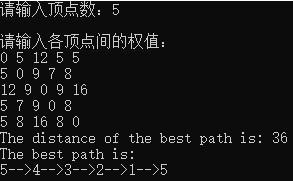 请输入顶点数：5
请输入各顶点间的权值：
0 5 12 5 5
5 0 9 7 8
12 9 0 9 16
5 7 9 0 8
5 8 16 8 0
The distance of the best path is: 36
The best path is:
5-->4-->3-->2-->1-->5